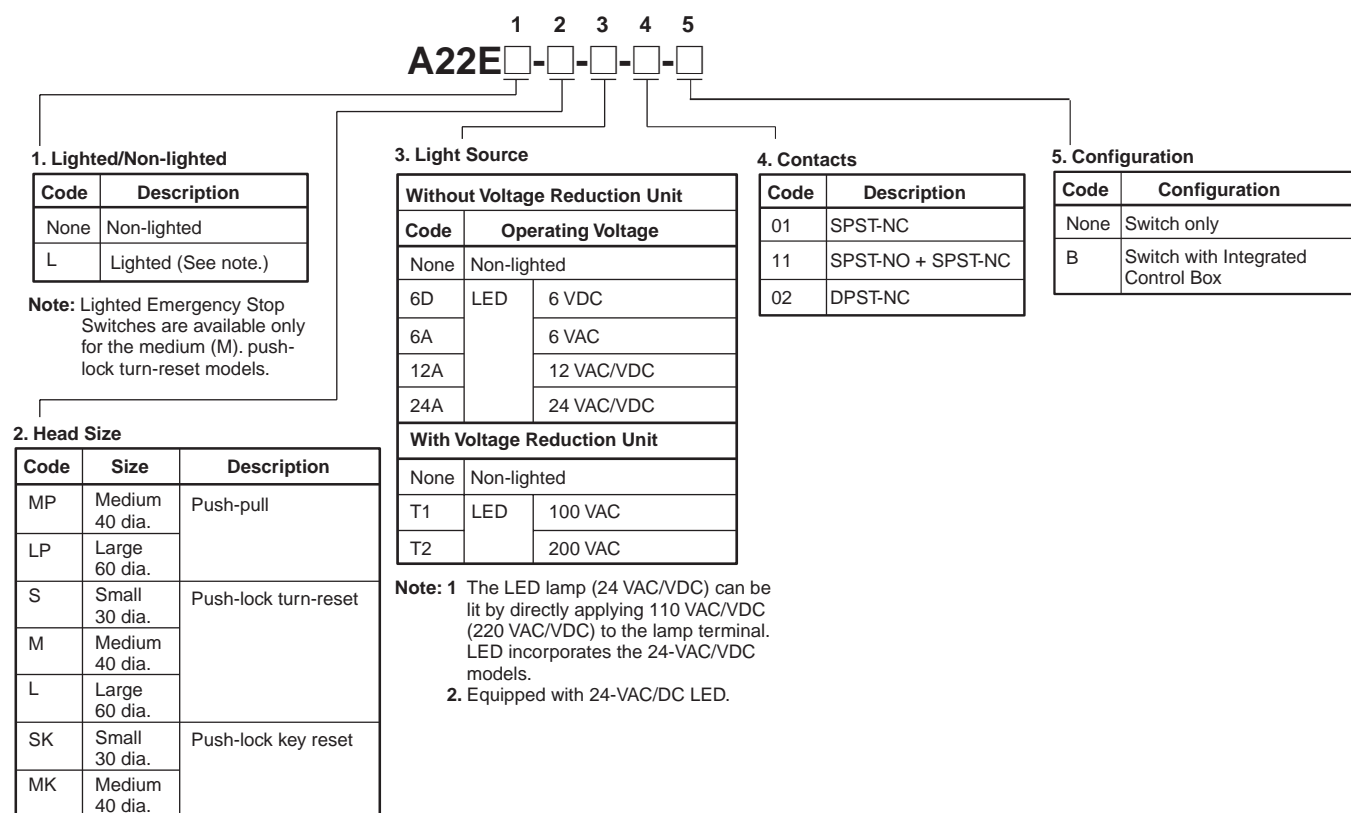 1 2 3 4 5
A22E□-□-□-□-□
1. Lighted/Non-lighted
Code Description
None Non-lighted
L Lighted (See note.)
Note: Lighted Emergency Stop
Switches are available only
for the medium (M). push-
lock turn-reset models.
2. Head Size
Code Size Description
MP Medium
40 dia. Push-pull
LP Large
60 dia.
S Small
30 dia. Push-lock turn-reset
M Medium
40 dia.
L Large
60 dia.
SK Small
30 dia. Push-lock key reset
MK Medium
40 dia.
3. Light Source
Without Voltage Reduction Unit
Code Operating Voltage
None Non-lighted
6D LED 6 VDC
6A 6 VAC
12A 12 VAC/VDC
24A 24 VAC/VDC
With Voltage Reduction Unit
None Non-lighted
T1 LED 100 VAC
T2 200 VAC
Note: 1 The LED lamp (24 VAC/VDC) can be
lit by directly applying 110 VAC/VDC
(220 VAC/VDC) to the lamp terminal.
LED incorporates the 24-VAC/VDC
models.
2. Equipped with 24-VAC/DC LED.
4. Contacts
Code Description
01 SPST-NC
11 SPST-NO + SPST-NC
02 DPST-NC
5. Configuration
Code Configuration
None Switch only
B Switch with Integrated
Control Box